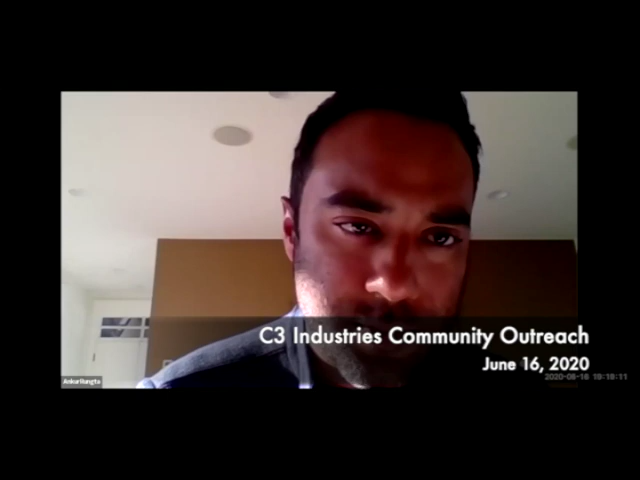 C3 Industries Community Outreach
June 16, 2020
AnkurRungta
2020-06-16 19:18:11